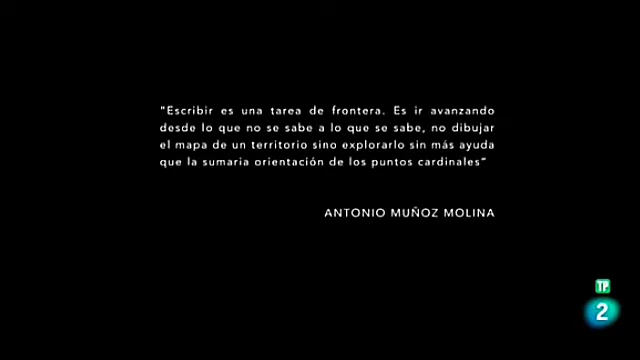 "Escribir es una tarea de frontera. Es ir avanzando
desde lo que no se sabe a lo que se sabe, no dibujar
el mapa de un territorio sino explorarlo sin más ayuda
que la sumaria orientación de los puntos cardinales"
ANTONIO MUÑOZ MOLINA
TP
2